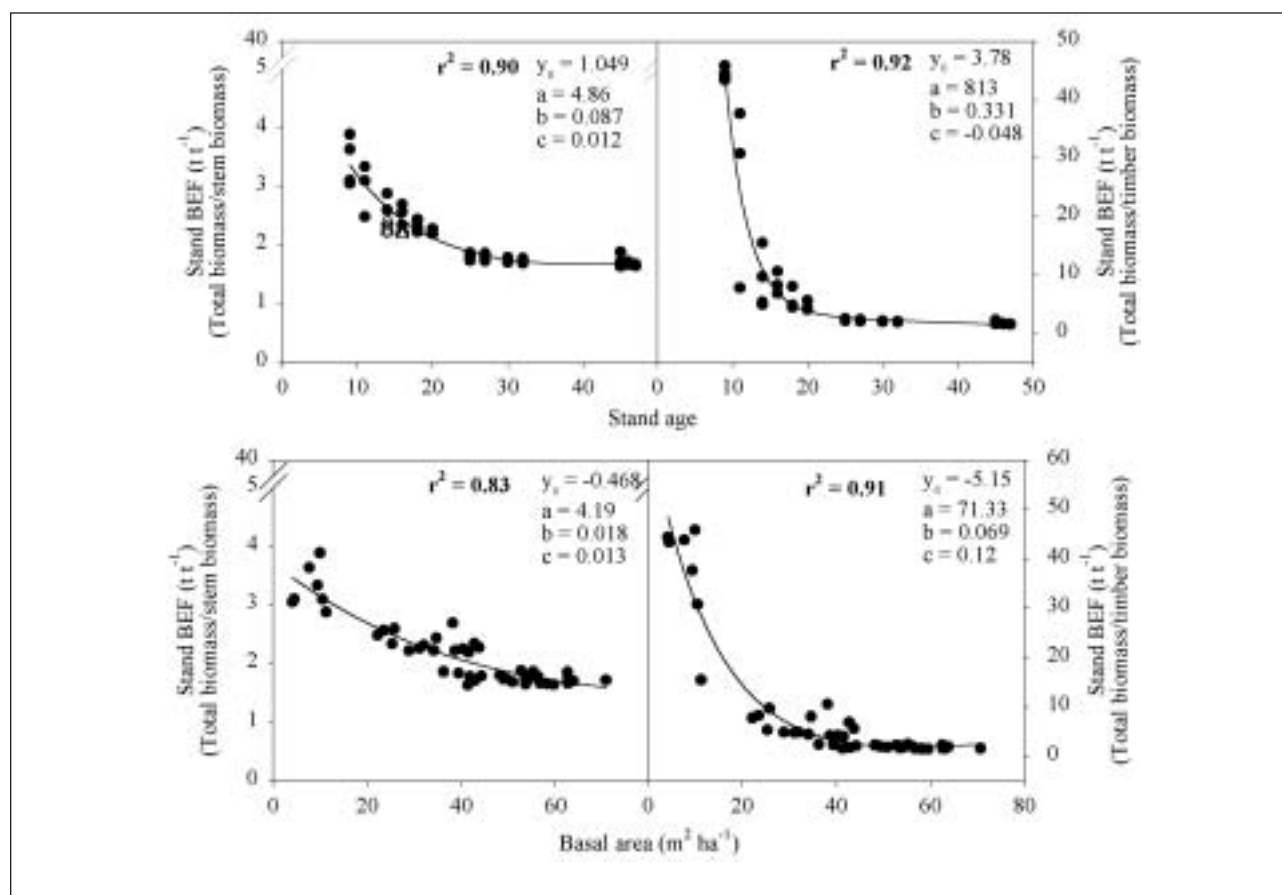 40
5
4
3
2
1
0
Stand BEF (t t⁻¹)
(Total biomass/stem biomass)
r² = 0.90
y₀ = 1.049
a = 4.86
b = 0.087
c = 0.012
0 10 20 30 40
r² = 0.92
y₀ = 3.78
a = 813
b = 0.331
c = -0.048
50
40
30
20
10
0
Stand BEF (t t⁻¹)
(Total biomass/timber biomass)
0 10 20 30 40 50
Stand age
40
5
4
3
2
1
0
Stand BEF (t t⁻¹)
(Total biomass/stem biomass)
r² = 0.83
y₀ = -0.468
a = 4.19
b = 0.018
c = 0.013
0 20 40 60
r² = 0.91
y₀ = -5.15
a = 71.33
b = 0.069
c = 0.12
60
50
40
30
20
10
0
Stand BEF (t t⁻¹)
(Total biomass/timber biomass)
0 20 40 60 80
Basal area (m² ha⁻¹)